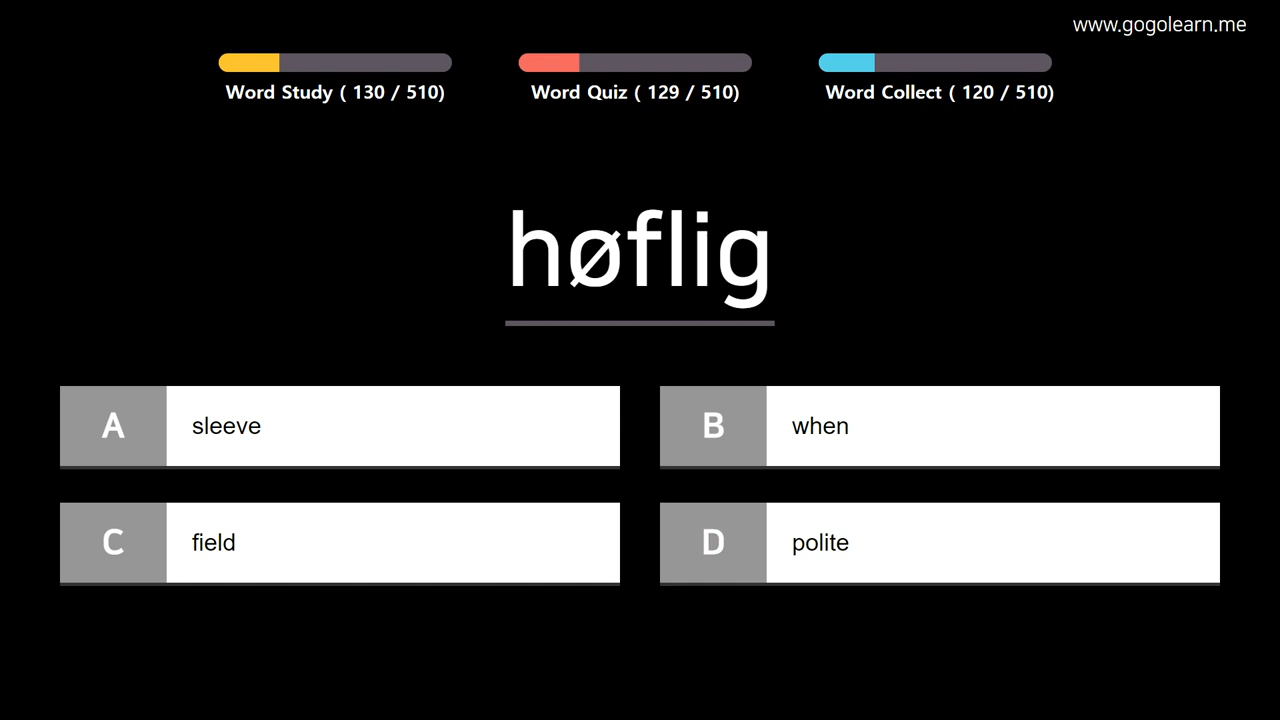 www.gogolearn.me
Word Study ( 130 / 510)
Word Quiz ( 129 / 510)
Word Collect ( 120 / 510)
høflig
A sleeve
B when
C field
D polite